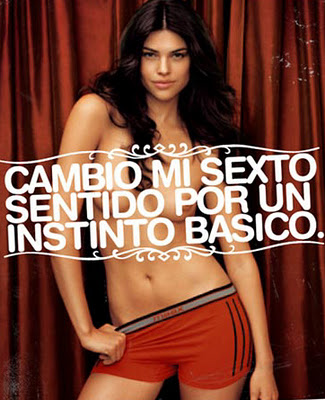 CAMBIO MI SEXTO
SENTIDO POR UN
INSTINTO BASICO.